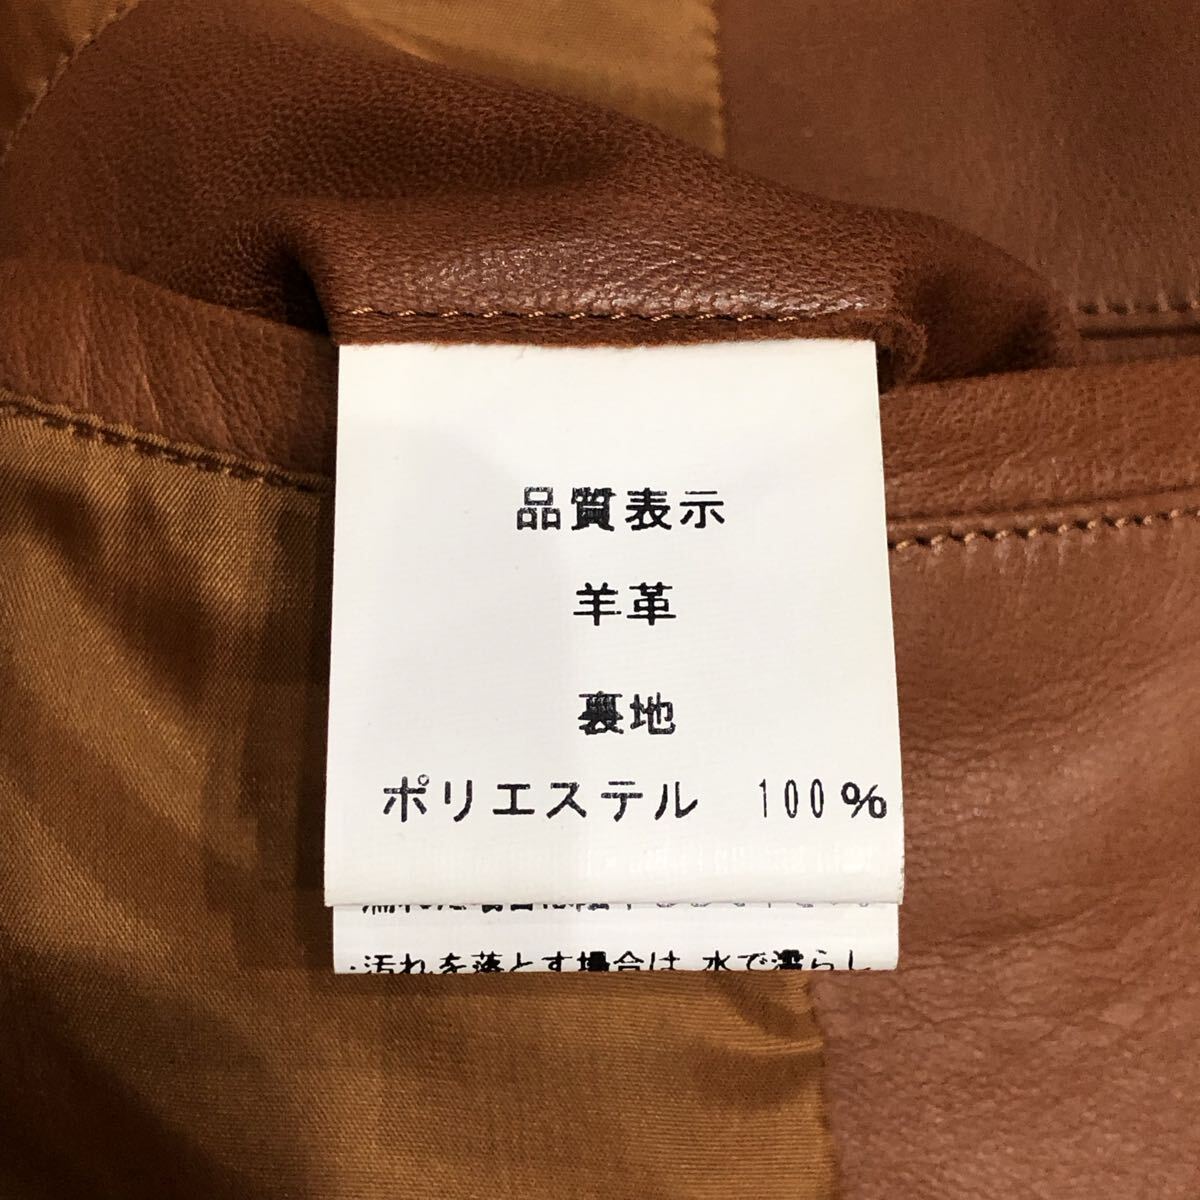 品質表示
羊革
裏地
ポリエステル 100%
・汚れを落とす場合は、水で濡らし